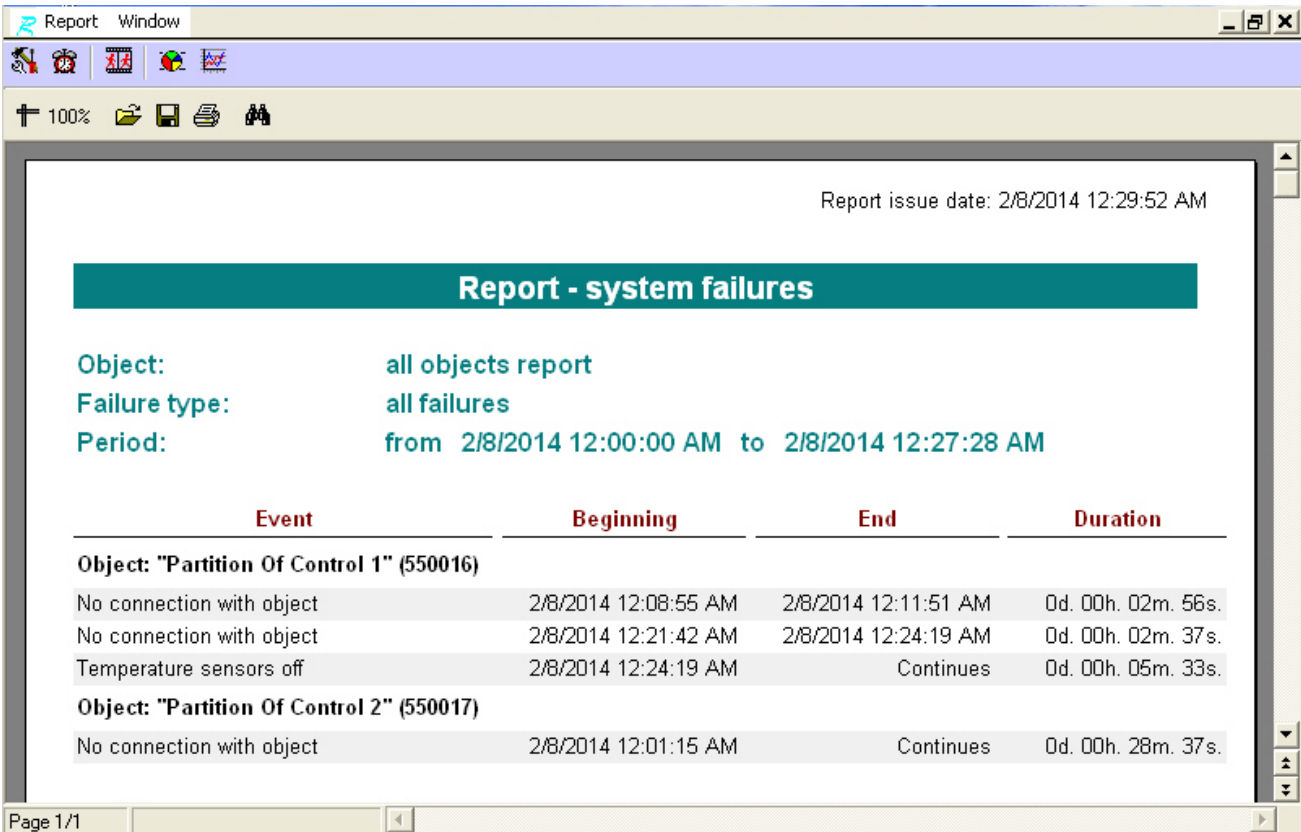 Report Window
100%
Report issue date: 2/8/2014 12:29:52 AM
Report - system failures
Object: all objects report
Failure type: all failures
Period: from 2/8/2014 12:00:00 AM to 2/8/2014 12:27:28 AM
Event Beginning End Duration
Object: "Partition Of Control 1" (550016)
No connection with object 2/8/2014 12:08:55 AM 2/8/2014 12:11:51 AM 0d. 00h. 02m. 56s.
No connection with object 2/8/2014 12:21:42 AM 2/8/2014 12:24:19 AM 0d. 00h. 02m. 37s.
Temperature sensors off 2/8/2014 12:24:19 AM Continues 0d. 00h. 05m. 33s.
Object: "Partition Of Control 2" (550017)
No connection with object 2/8/2014 12:01:15 AM Continues 0d. 00h. 28m. 37s.
Page 1/1